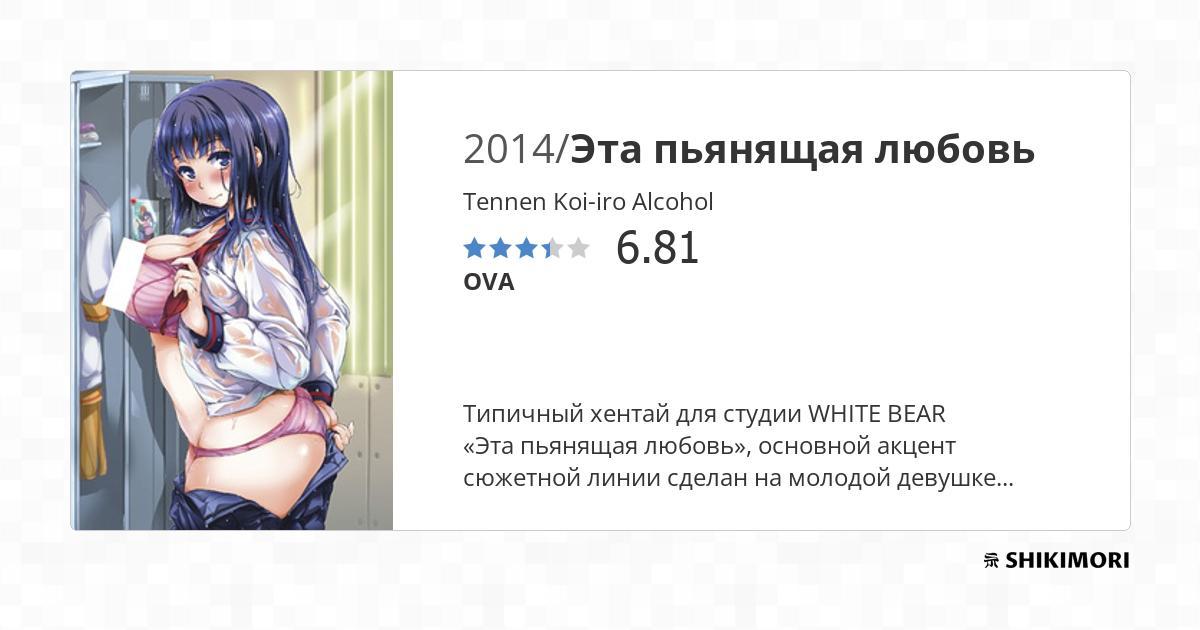 2014/Эта пьянящая любовь
Tennen Koi-iro Alcohol
6.81
OVA
Типичный хентай для студии WHITE BEAR
«Эта пьянящая любовь», основной акцент
сюжетной линии сделан на молодой девушке...
SHIKIMORI